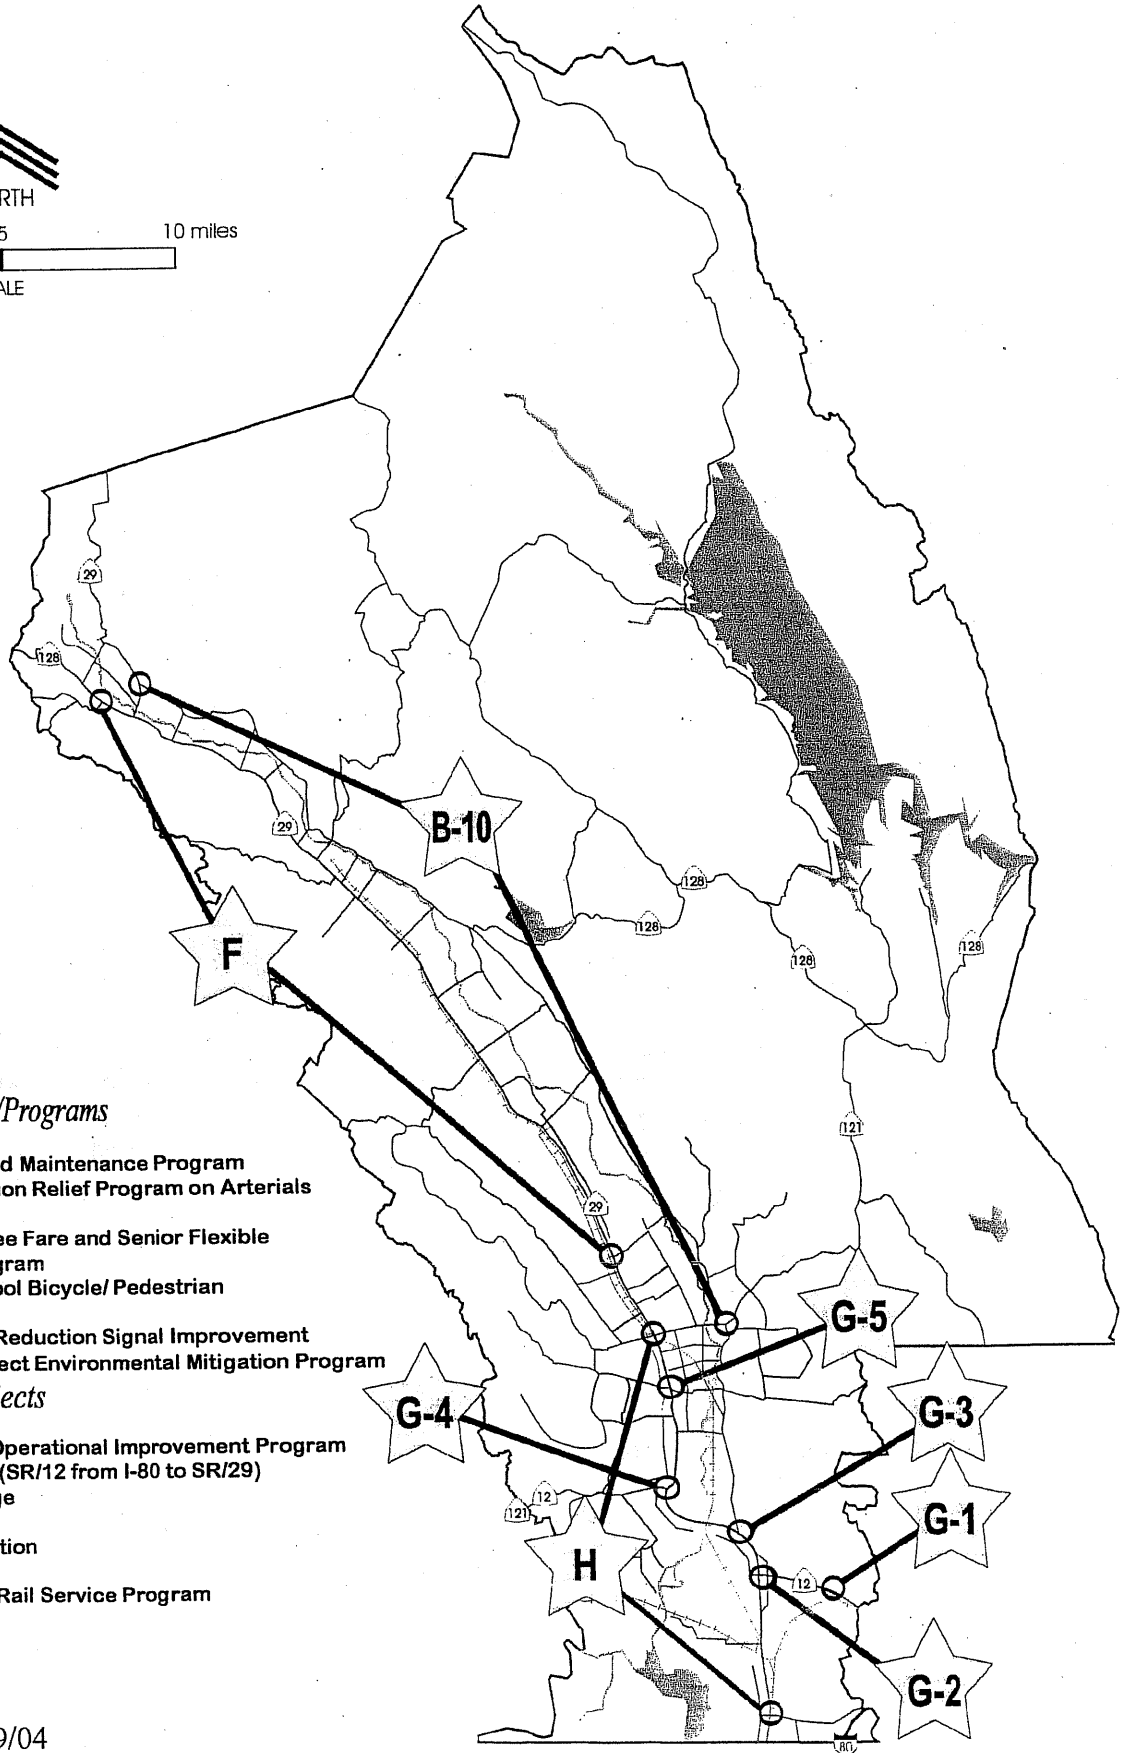 RTH
5 10 miles
ALE
29
128
B-10
29
128
128
F
128
128
/Programs
121
d Maintenance Program
on Relief Program on Arterials
29
ee Fare and Senior Flexible
gram
ool Bicycle/ Pedestrian
G-5
Reduction Signal Improvement
ect Environmental Mitigation Program
jects
G-4
G-3
Operational Improvement Program
(SR/12 from I-80 to SR/29)
ge
12
121
G-1
tion
H
12
Rail Service Program
G-2
9/04
80